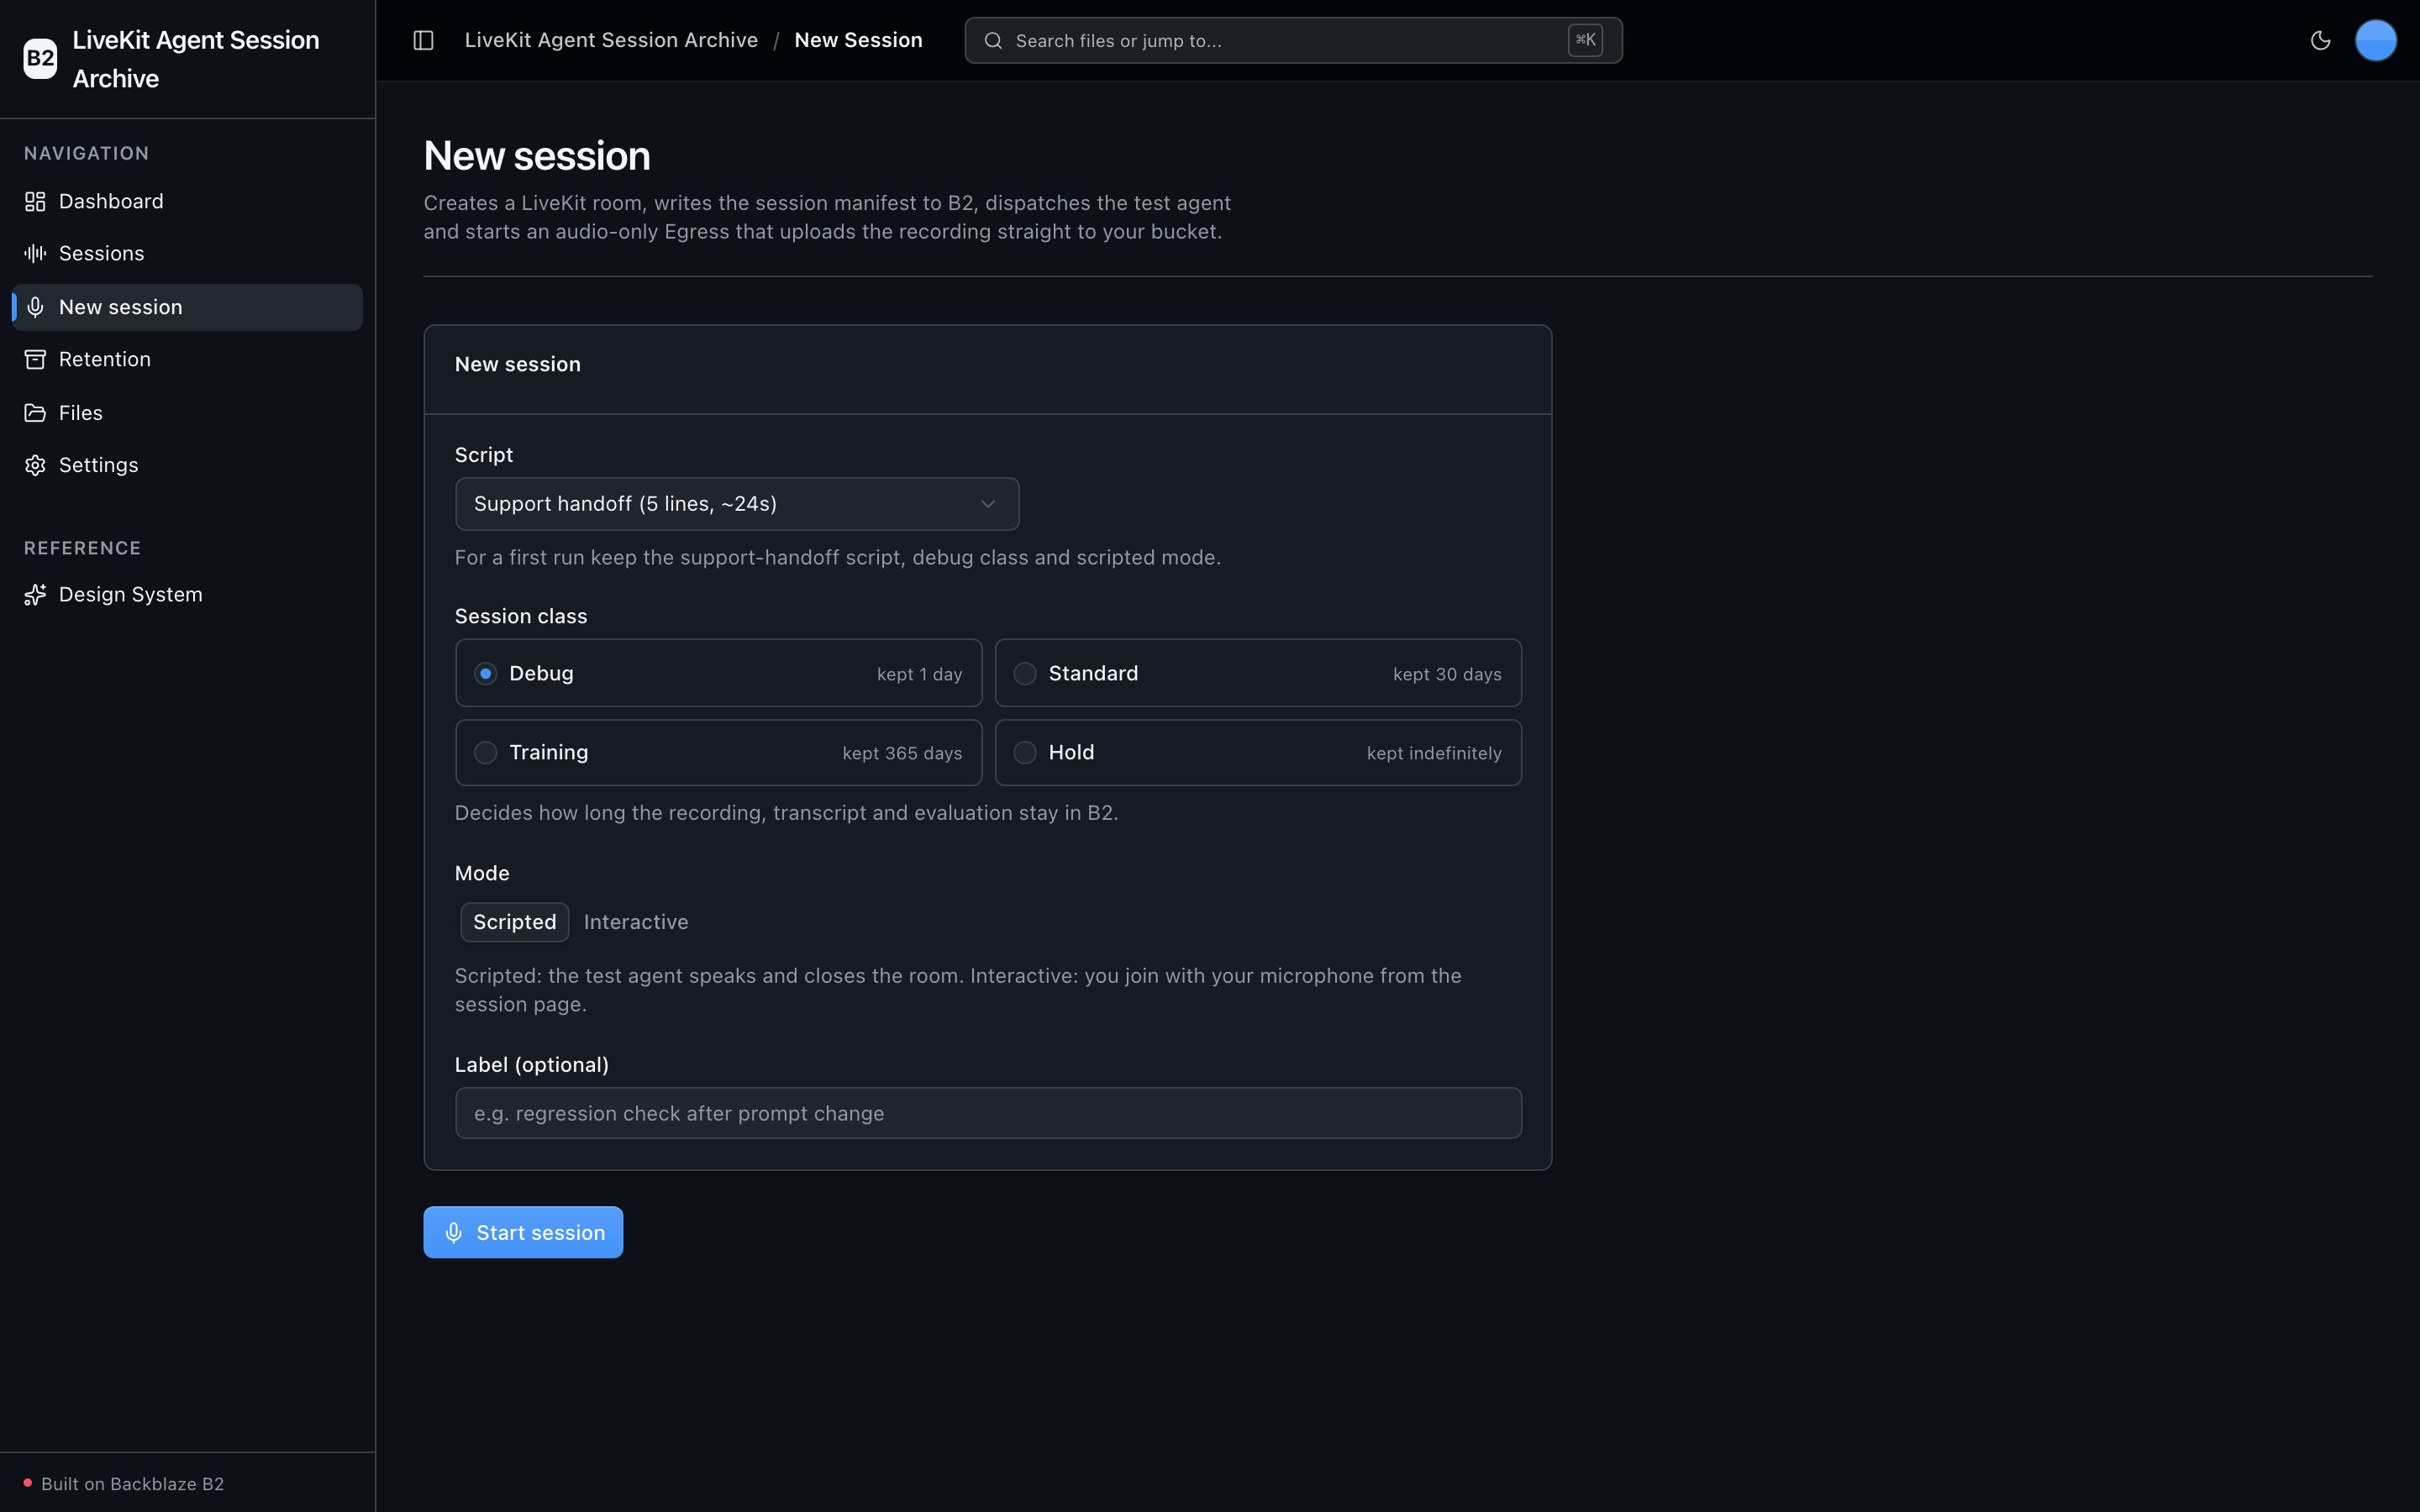 B2
LiveKit Agent Session
Archive
NAVIGATION
Dashboard
Sessions
New session
Retention
Files
Settings
REFERENCE
Design System
Built on Backblaze B2
LiveKit Agent Session Archive / New Session
Search files or jump to...
⌘K
New session
Creates a LiveKit room, writes the session manifest to B2, dispatches the test agent
and starts an audio-only Egress that uploads the recording straight to your bucket.
New session
Script
Support handoff (5 lines, ~24s)
For a first run keep the support-handoff script, debug class and scripted mode.
Session class
Debug kept 1 day
Standard kept 30 days
Training kept 365 days
Hold kept indefinitely
Decides how long the recording, transcript and evaluation stay in B2.
Mode
Scripted Interactive
Scripted: the test agent speaks and closes the room. Interactive: you join with your microphone from the
session page.
Label (optional)
e.g. regression check after prompt change
Start session